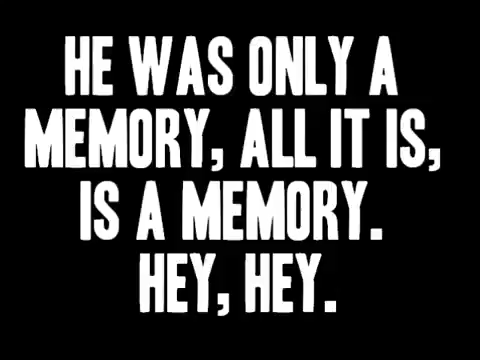 HE WAS ONLY A
MEMORY, ALL IT IS,
IS A MEMORY.
HEY, HEY.